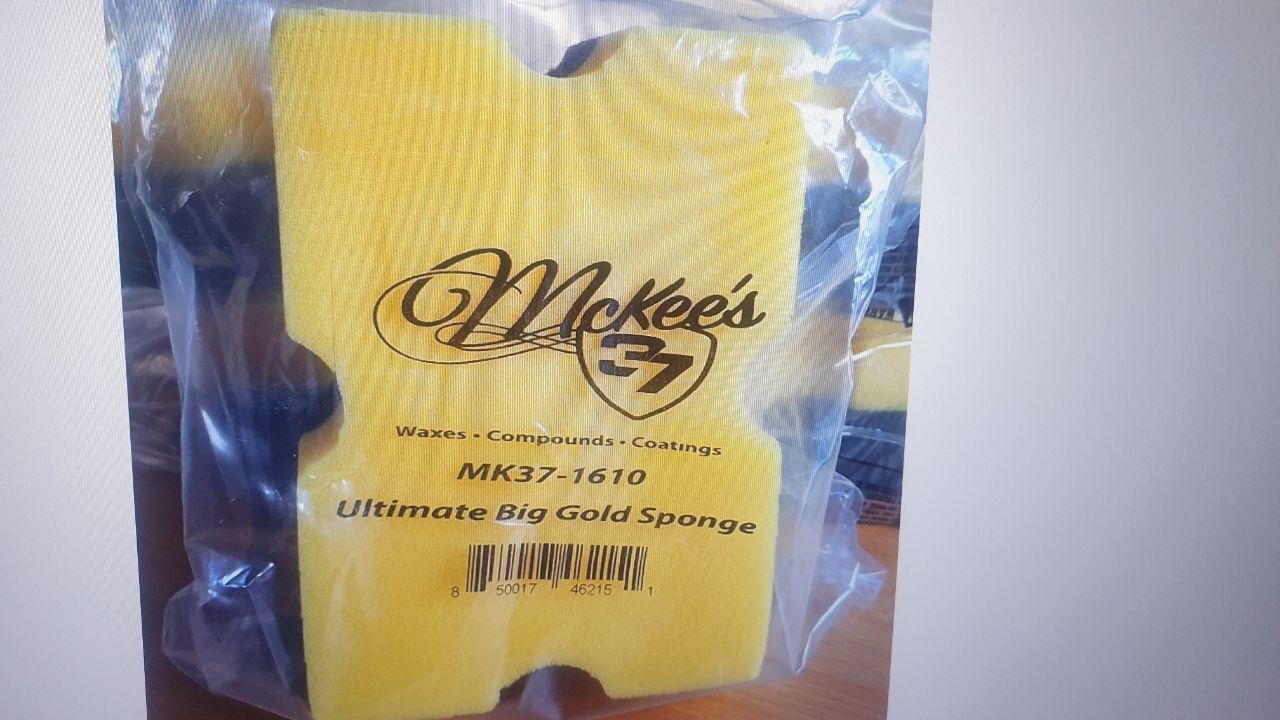 McKee's
37
Waxes • Compounds • Coatings
MK37-1610
Ultimate Big Gold Sponge
8 50017 46215 1